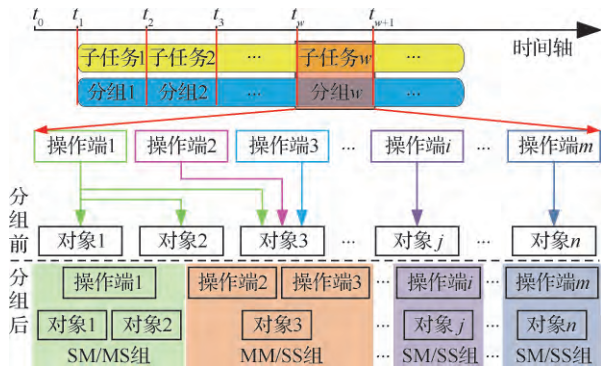 t0 t1 t2 t3 tw tw+1
时间轴
子任务1 子任务2 ··· 子任务w ···
分组1 分组2 ··· 分组w ···
操作端1 操作端2 操作端3 ··· 操作端i ··· 操作端m
分组前
对象1 对象2 对象3 ··· 对象j ··· 对象n
分组后
操作端1 操作端2 操作端3 ··· 操作端i ··· 操作端m
对象1 对象2 对象3 ··· 对象j ··· 对象n
SM/MS组 MM/SS组 ··· SM/SS组 ··· SM/SS组